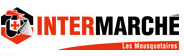 INTERMARCHÉ
Les Mousquetaires